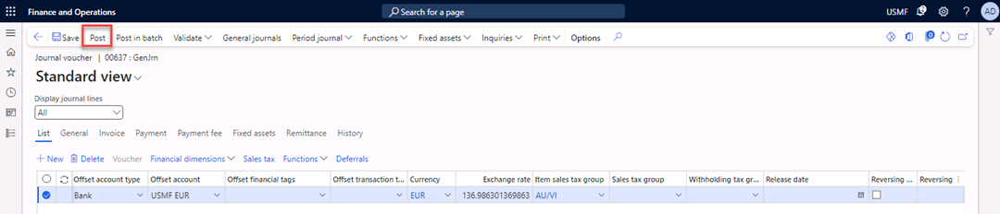 Finance and Operations Search for a page USMF AD
Save Post Post in batch Validate General journals Period journal Functions Fixed assets Inquiries Print Options 0
Journal voucher | 00637 : GenJrn
Standard view
Display journal lines
All
List General Invoice Payment Payment fee Fixed assets Remittance History
+ New Delete Voucher Financial dimensions Sales tax Functions Deferrals
Offset account type Offset account Offset financial tags Offset transaction t... Currency Exchange rate Item sales tax group Sales tax group Withholding tax gr... Release date Reversing ... Reversing
Bank USMF EUR EUR 136.986301369863 AU/VI